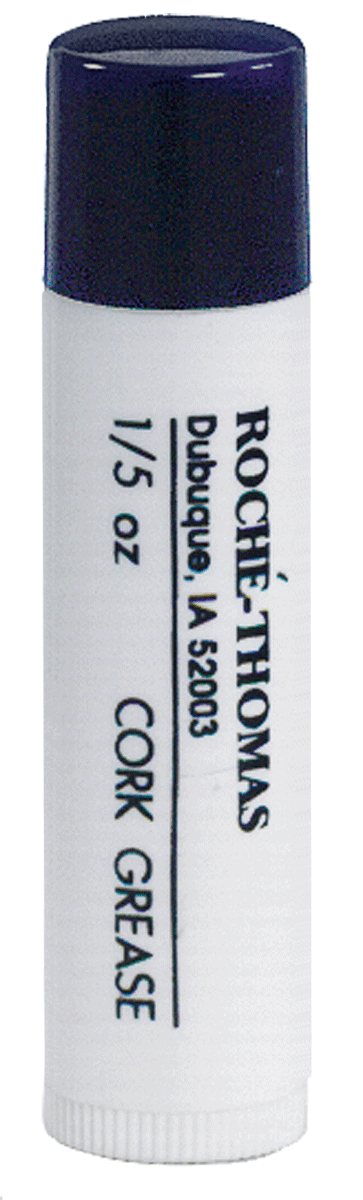 ROCHÉ-THOMAS
Dubuque, IA 52003
1/5 oz CORK GREASE